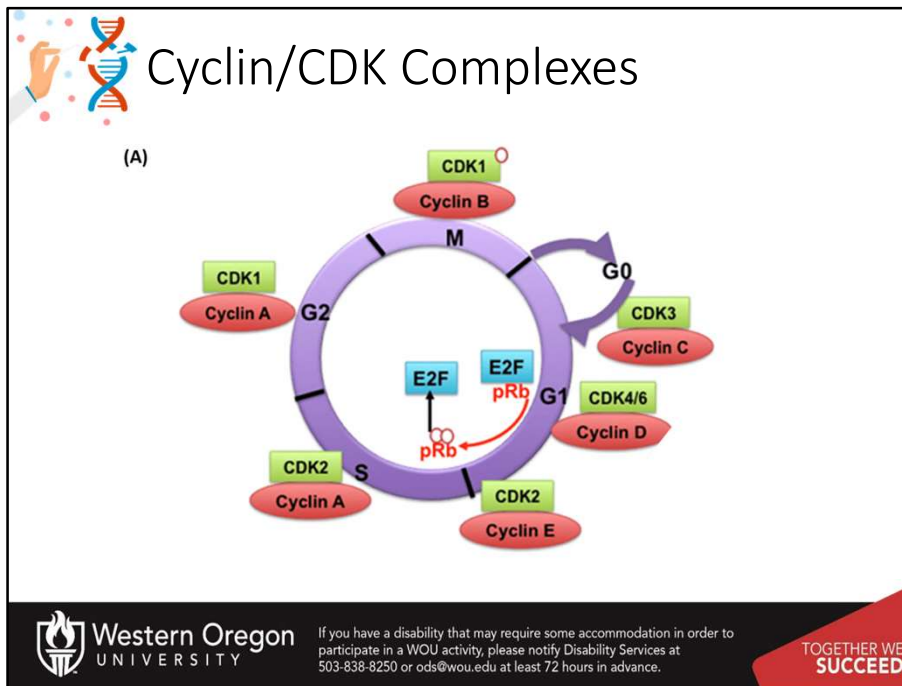 Cyclin/CDK Complexes
(A)
CDK1
Cyclin B
M
G0
CDK1
Cyclin A
G2
CDK3
Cyclin C
E2F
E2F
pRb
G1
CDK4/6
Cyclin D
pRb
CDK2
Cyclin A
S
CDK2
Cyclin E
Western Oregon
UNIVERSITY
If you have a disability that may require some accommodation in order to
participate in a WOU activity, please notify Disability Services at
503-838-8250 or ods@wou.edu at least 72 hours in advance.
TOGETHER WE
SUCCEED